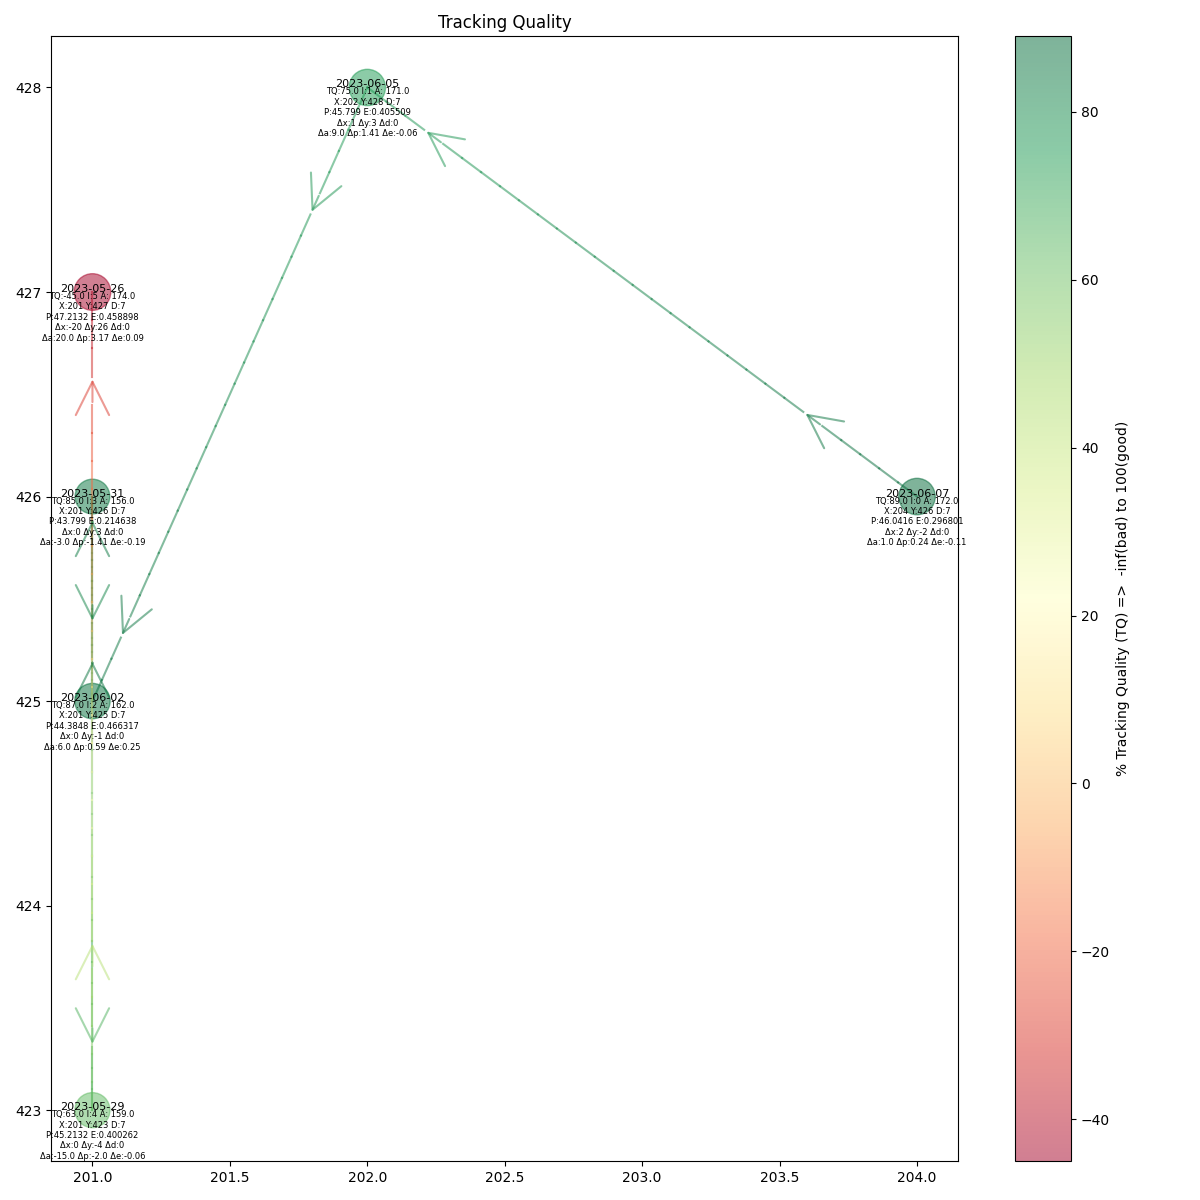 Tracking Quality
428
427
426
425
424
423
2023-06-05
TQ:75.0 I:1 A: 171.0
X:202 Y:428 D:7
P:45.799 E:0.405509
Δx:1 Δy:3 Δd:0
Δa:9.0 Δp:1.41 Δe:-0.06
2023-05-26
TQ:-45.0 I:5 A: 174.0
X:201 Y:427 D:7
P:47.2132 E:0.458898
Δx:-20 Δy:26 Δd:0
Δa:20.0 Δp:3.17 Δe:0.09
2023-05-31
TQ:85.0 I:3 A: 156.0
X:201 Y:426 D:7
P:43.799 E:0.214638
Δx:0 Δy:3 Δd:0
Δa:-3.0 Δp:-1.41 Δe:-0.19
2023-06-07
TQ:89.0 I:0 A: 172.0
X:204 Y:426 D:7
P:46.0416 E:0.296801
Δx:2 Δy:-2 Δd:0
Δa:1.0 Δp:0.24 Δe:-0.11
2023-06-02
TQ:87.0 I:2 A: 162.0
X:201 Y:425 D:7
P:44.3848 E:0.466317
Δx:0 Δy:-1 Δd:0
Δa:6.0 Δp:0.59 Δe:0.25
2023-05-29
TQ:63.0 I:4 A: 159.0
X:201 Y:423 D:7
P:45.2132 E:0.400262
Δx:0 Δy:-4 Δd:0
Δa:-15.0 Δp:-2.0 Δe:-0.06
201.0 201.5 202.0 202.5 203.0 203.5 204.0
80
60
40
20
0
−20
−40
% Tracking Quality (TQ) => -inf(bad) to 100(good)